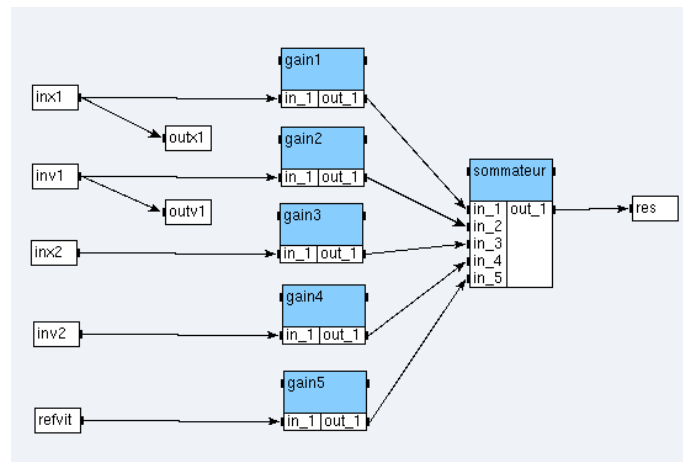 gain1
inx1
in_1 out_1
outx1
gain2
inv1
in_1 out_1
sommateur
outv1
gain3
in_1 out_1
res
in_2
inx2
in_1 out_1
in_3
in_4
in_5
gain4
inv2
in_1 out_1
gain5
refvit
in_1 out_1